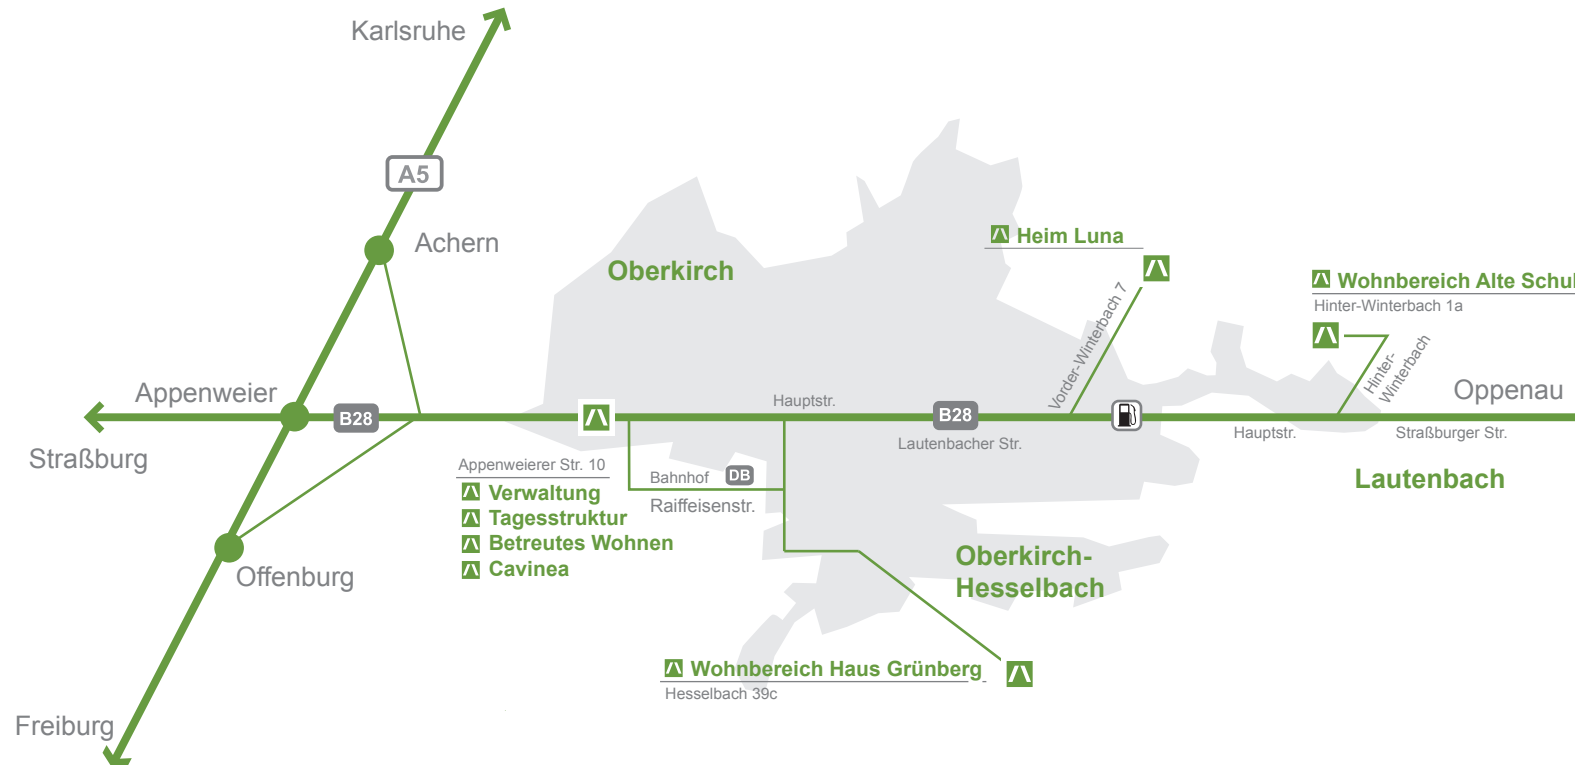 Karlsruhe
A5
Achern
Heim Luna
Oberkirch
Wohnbereich Alte Schul
Hinter-Winterbach 1a
Vorder-Winterbach 7
Hinter-
Winterbach
Appenweier
Oppenau
Hauptstr.
B28
B28
Lautenbacher Str.
Hauptstr.
Straßburger Str.
Straßburg
Appenweierer Str. 10
Verwaltung
Tagesstruktur
Betreutes Wohnen
Cavinea
Bahnhof DB
Raiffeisenstr.
Lautenbach
Offenburg
Oberkirch-
Hesselbach
Wohnbereich Haus Grünberg
Hesselbach 39c
Freiburg